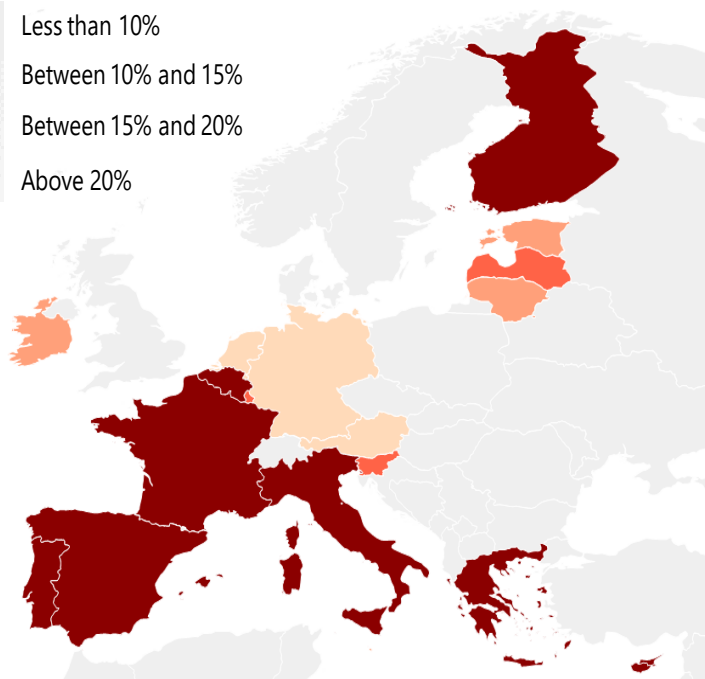 Less than 10%
Between 10% and 15%
Between 15% and 20%
Above 20%